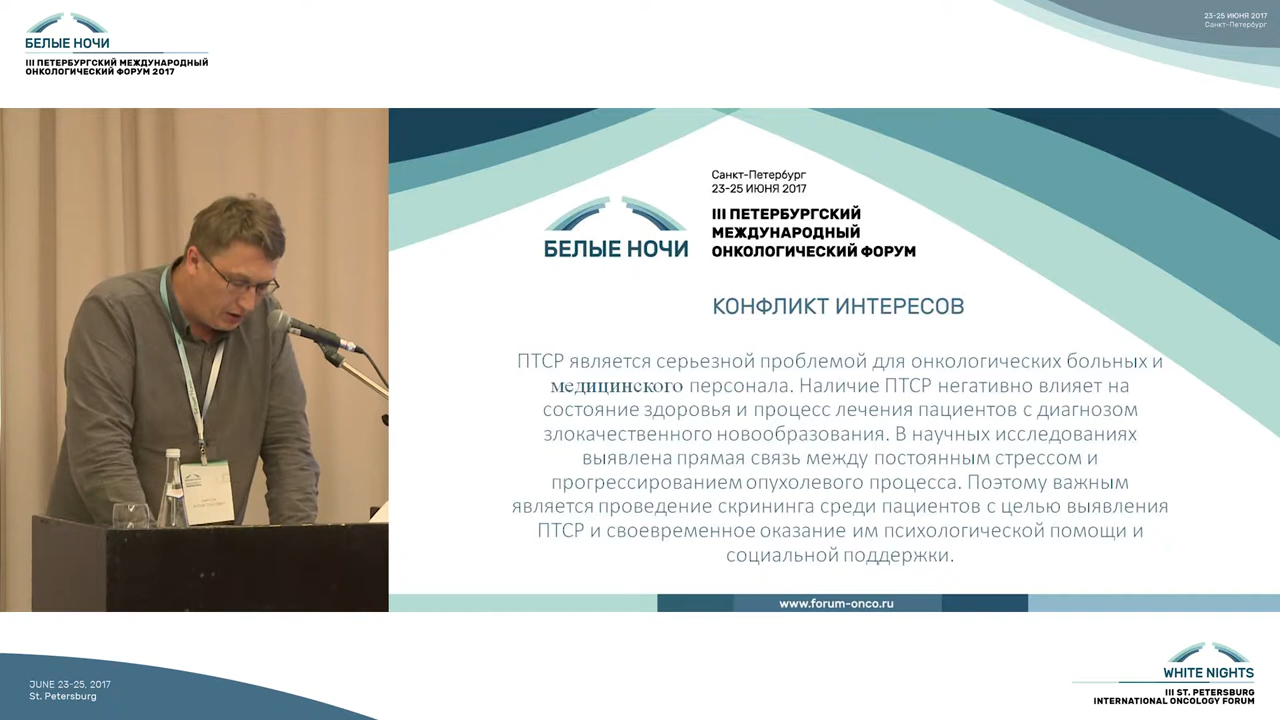 БЕЛЫЕ НОЧИ
III ПЕТЕРБУРГСКИЙ МЕЖДУНАРОДНЫЙ
ОНКОЛОГИЧЕСКИЙ ФОРУМ 2017
23-25 ИЮНЯ 2017
Санкт-Петербург
Санкт-Петербург
23-25 ИЮНЯ 2017
БЕЛЫЕ НОЧИ
III ПЕТЕРБУРГСКИЙ
МЕЖДУНАРОДНЫЙ
ОНКОЛОГИЧЕСКИЙ ФОРУМ
КОНФЛИКТ ИНТЕРЕСОВ
ПТСР является серьезной проблемой для онкологических больных и
медицинского персонала. Наличие ПТСР негативно влияет на
состояние здоровья и процесс лечения пациентов с диагнозом
злокачественного новообразования. В научных исследованиях
выявлена прямая связь между постоянным стрессом и
прогрессированием опухолевого процесса. Поэтому важным
является проведение скрининга среди пациентов с целью выявления
ПТСР и своевременное оказание им психологической помощи и
социальной поддержки.
www.forum-onco.ru
JUNE 23-25, 2017
St. Petersburg
WHITE NIGHTS
III ST. PETERSBURG
INTERNATIONAL ONCOLOGY FORUM